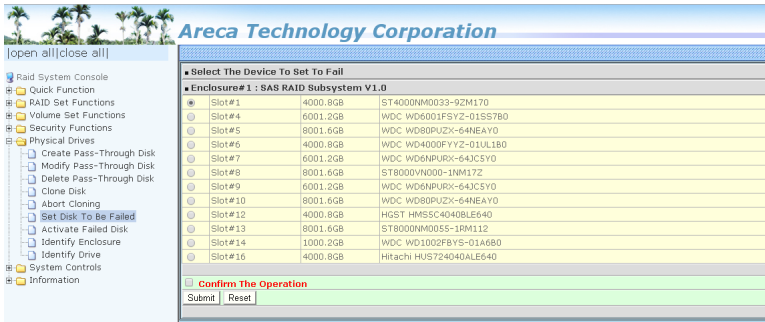 Areca Technology Corporation
|open all|close all|
Raid System Console
Quick Function
RAID Set Functions
Volume Set Functions
Security Functions
Physical Drives
Create Pass-Through Disk
Modify Pass-Through Disk
Delete Pass-Through Disk
Clone Disk
Abort Cloning
Set Disk To Be Failed
Activate Failed Disk
Identify Enclosure
Identify Drive
System Controls
Information
Select The Device To Set To Fail
Enclosure#1 : SAS RAID Subsystem V1.0
Slot#1 4000.8GB ST4000NM0033-9ZM170
Slot#4 6001.2GB WDC WD6001FSYZ-01SS7B0
Slot#5 8001.6GB WDC WD80PUZX-64NEAY0
Slot#6 4000.8GB WDC WD4000FYYZ-01UL1B0
Slot#7 6001.2GB WDC WD6NPURX-64JC5Y0
Slot#8 8001.6GB ST8000VN000-1NM17Z
Slot#9 6001.2GB WDC WD6NPURX-64JC5Y0
Slot#10 8001.6GB WDC WD80PUZX-64NEAY0
Slot#12 4000.8GB HGST HMS5C4040BLE640
Slot#13 8001.6GB ST8000NM0055-1RM112
Slot#14 1000.2GB WDC WD1002FBYS-01A6B0
Slot#16 4000.8GB Hitachi HUS724040ALE640
Confirm The Operation
Submit Reset